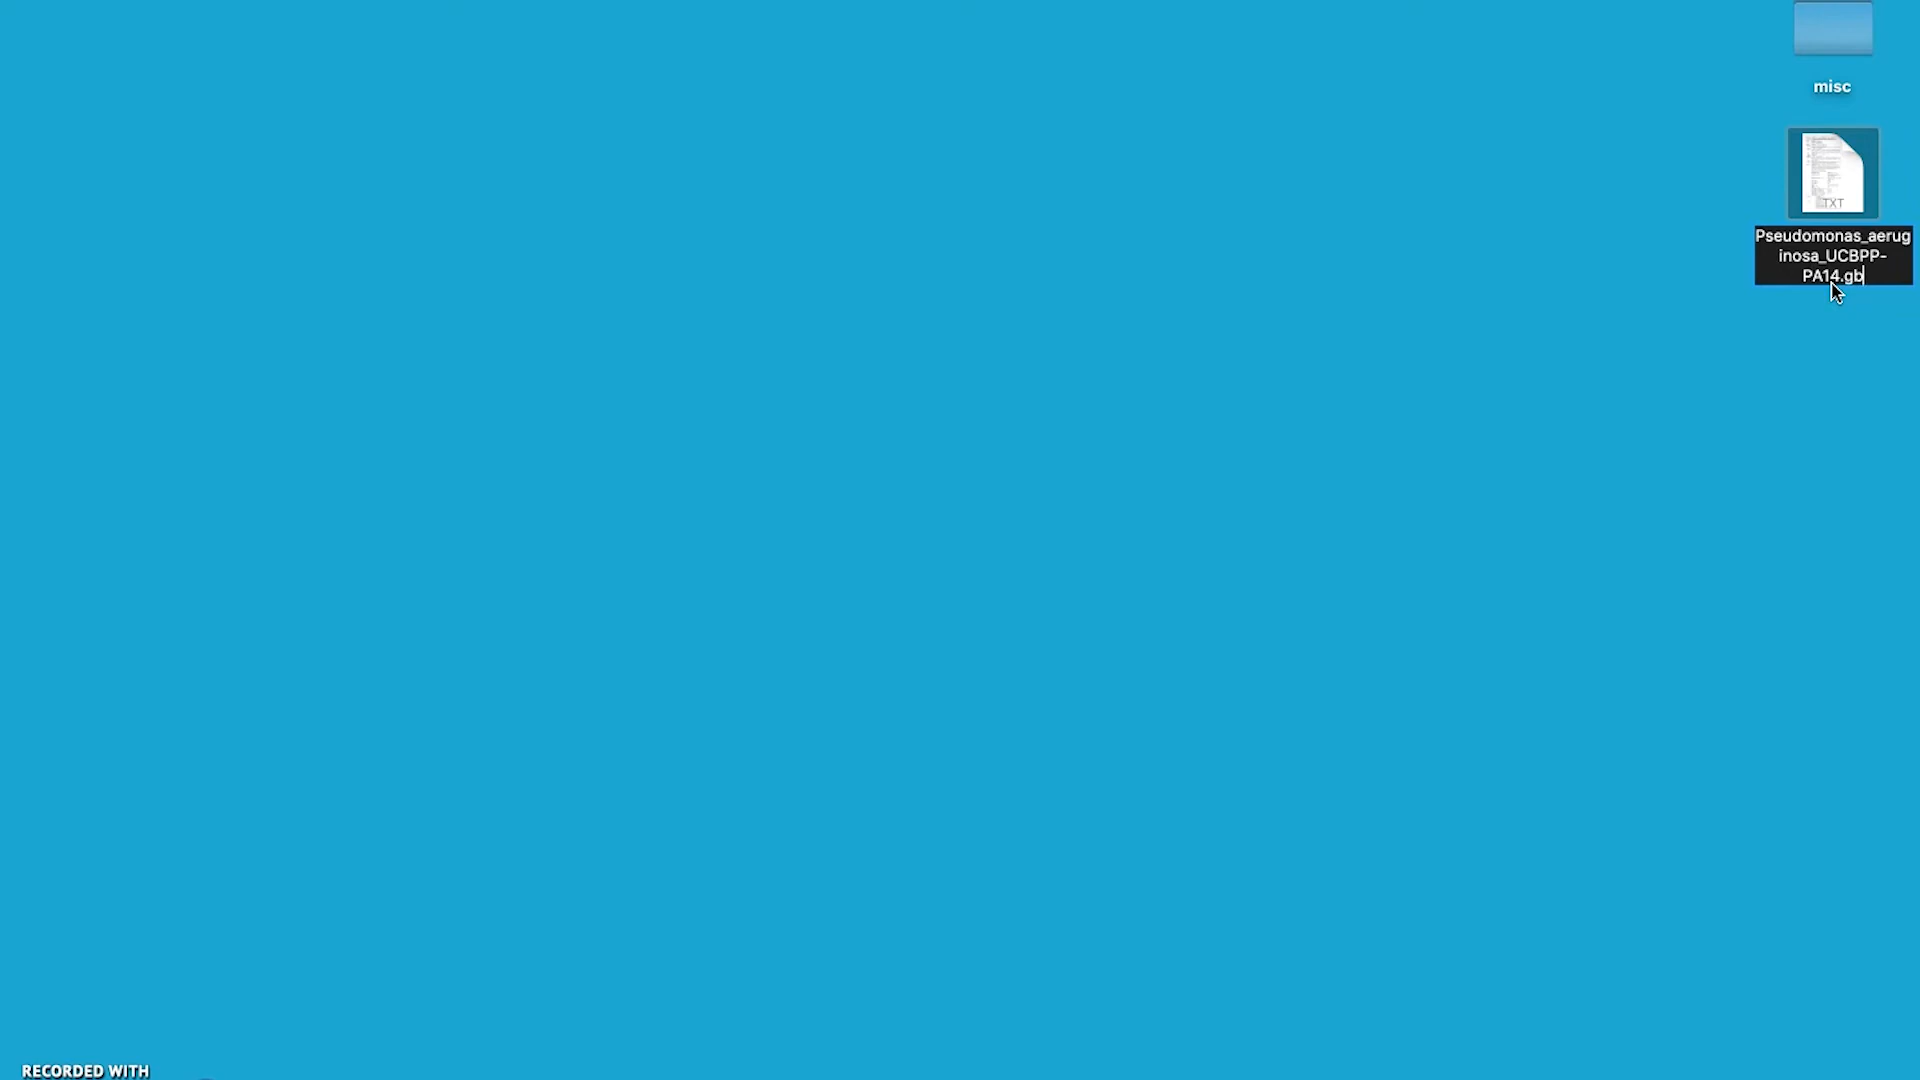 misc
TXT
Pseudomonas_aerug
inosa_UCBPP-
PA14.gb
RECORDED WITH